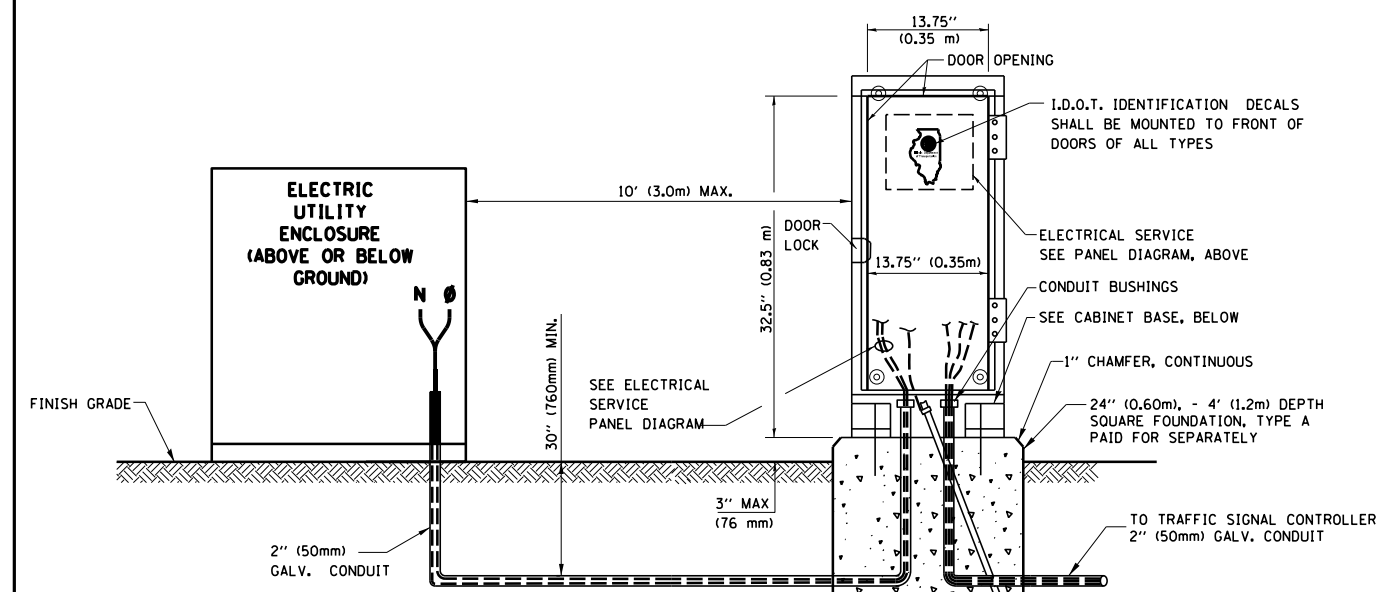 13.75"
(0.35 m)
DOOR OPENING
I.D.O.T. IDENTIFICATION DECALS
SHALL BE MOUNTED TO FRONT OF
DOORS OF ALL TYPES
ELECTRIC
UTILITY
ENCLOSURE
(ABOVE OR BELOW
GROUND)
N Ø
10' (3.0m) MAX.
32.5" (0.83 m)
DOOR
LOCK
13.75" (0.35m)
ELECTRICAL SERVICE
SEE PANEL DIAGRAM, ABOVE
CONDUIT BUSHINGS
SEE CABINET BASE, BELOW
1" CHAMFER, CONTINUOUS
24" (0.60m), - 4' (1.2m) DEPTH
SQUARE FOUNDATION, TYPE A
PAID FOR SEPARATELY
FINISH GRADE
30" (760mm) MIN.
SEE ELECTRICAL
SERVICE
PANEL DIAGRAM
3" MAX
(76 mm)
2" (50mm)
GALV. CONDUIT
TO TRAFFIC SIGNAL CONTROLLER
2" (50mm) GALV. CONDUIT